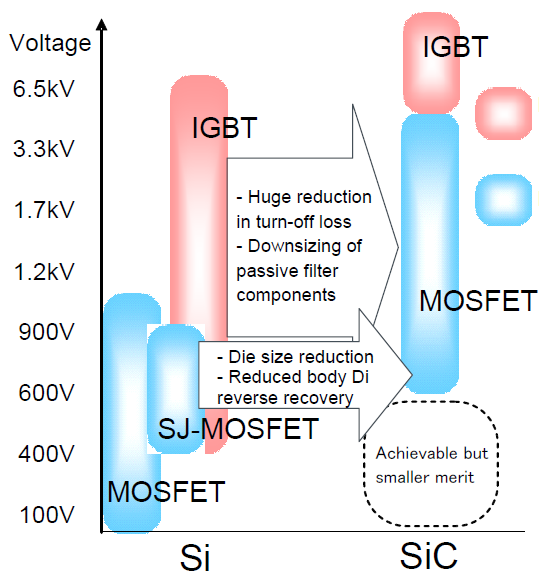 Voltage
6.5kV
3.3kV
1.7kV
1.2kV
900V
600V
400V
100V
IGBT
SJ-MOSFET
MOSFET
Si
- Huge reduction
in turn-off loss
- Downsizing of
passive filter
components
- Die size reduction
- Reduced body Di
reverse recovery
IGBT
MOSFET
Achievable but
smaller merit
SiC